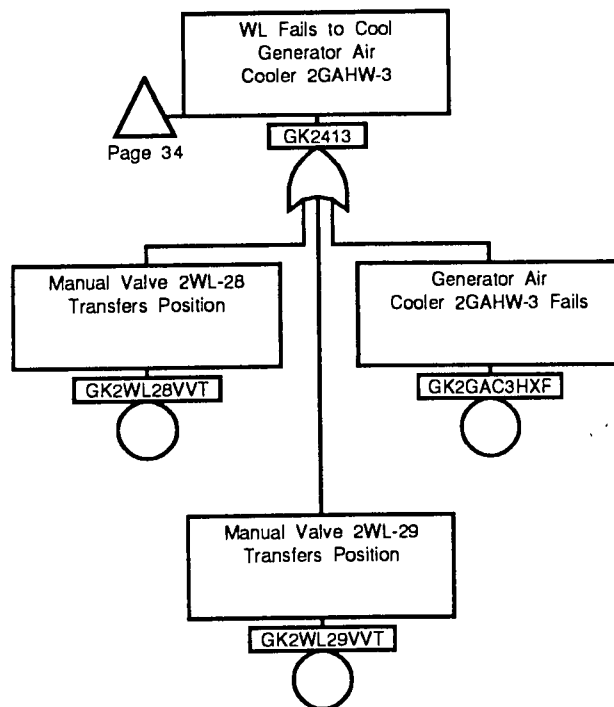 WL Fails to Cool
Generator Air
Cooler 2GAHW-3
Page 34
GK2413
Manual Valve 2WL-28
Transfers Position
GK2WL28VVT
Generator Air
Cooler 2GAHW-3 Fails
GK2GAC3HXF
Manual Valve 2WL-29
Transfers Position
GK2WL29VVT